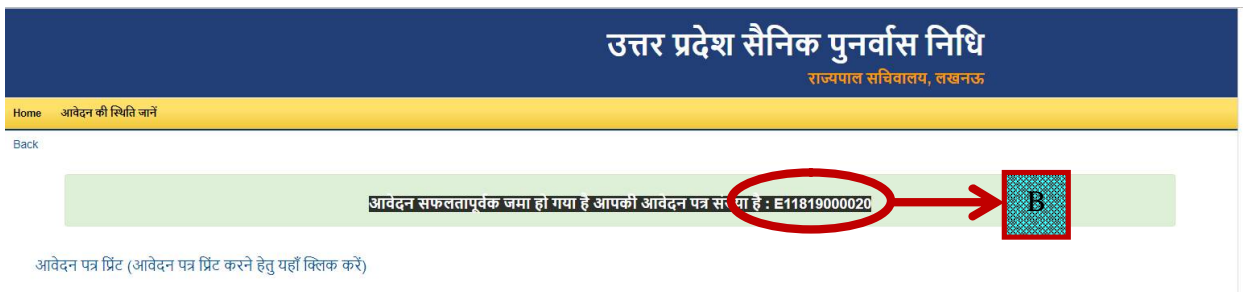 उत्तर प्रदेश सैनिक पुनर्वास निधि
राज्यपाल सचिवालय, लखनऊ
Home आवेदन की स्थिति जानें
Back
आवेदन सफलतापूर्वक जमा हो गया है आपकी आवेदन पत्र संख्या है : E11819000020
B
आवेदन पत्र प्रिंट (आवेदन पत्र प्रिंट करने हेतु यहाँ क्लिक करें)